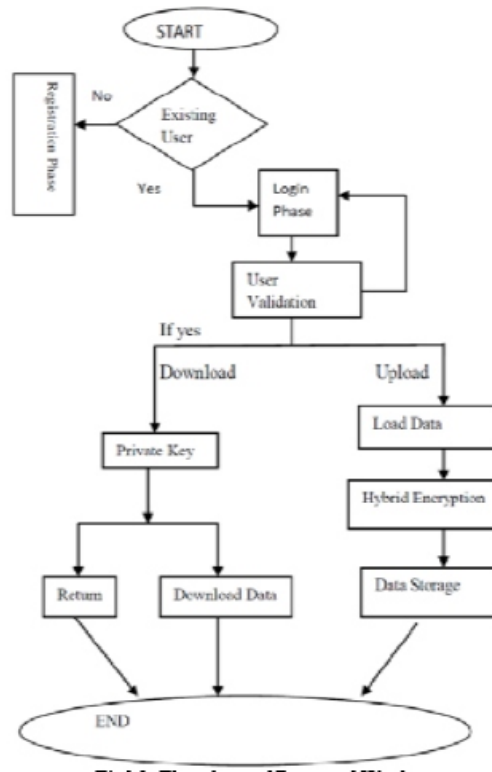 START
No
Existing
User
Registration Phase
Yes
Login
Phase
User
Validation
If yes
Download
Upload
Private Key
Load Data
Hybrid Encryption
Return
Download Data
Data Storage
END